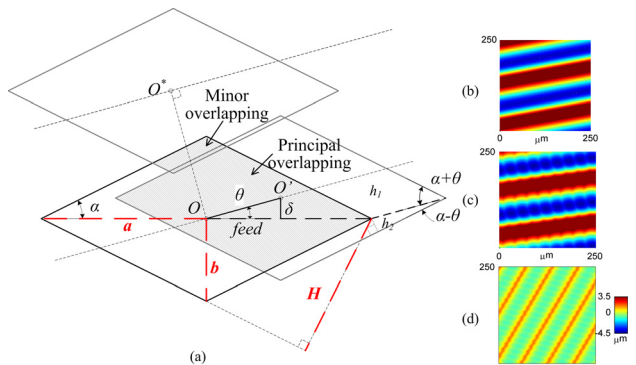 O*
Minor
overlapping
Principal
overlapping
α
a
O
θ
O'
δ
feed
b
H
h1
h2
α+θ
α-θ
(a)
250
(b)
0
μm
250
250
(c)
0
μm
250
250
(d)
3.5
0
-4.5
μm